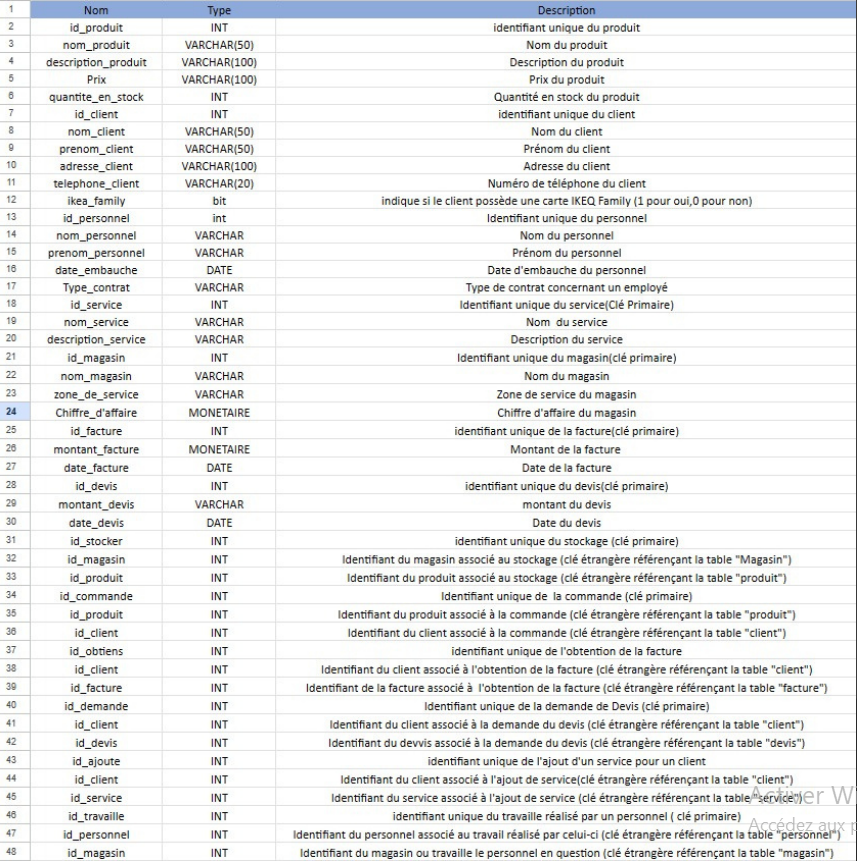 1 Nom Type Description
2 id_produit INT identifiant unique du produit
3 nom_produit VARCHAR(50) Nom du produit
4 description_produit VARCHAR(100) Description du produit
5 Prix VARCHAR(100) Prix du produit
6 quantite_en_stock INT Quantité en stock du produit
7 id_client INT identifiant unique du client
8 nom_client VARCHAR(50) Nom du client
9 prenom_client VARCHAR(50) Prénom du client
10 adresse_client VARCHAR(100) Adresse du client
11 telephone_client VARCHAR(20) Numéro de téléphone du client
12 ikea_family bit indique si le client possède une carte IKEQ Family (1 pour oui,0 pour non)
13 id_personnel int Identifiant unique du personnel
14 nom_personnel VARCHAR Nom du personnel
15 prenom_personnel VARCHAR Prénom du personnel
16 date_embauche DATE Date d'embauche du personnel
17 Type_contrat VARCHAR Type de contrat concernant un employé
18 id_service INT Identifiant unique du service(Clé Primaire)
19 nom_service VARCHAR Nom du service
20 description_service VARCHAR Description du service
21 id_magasin INT Identifiant unique du magasin(clé primaire)
22 nom_magasin VARCHAR Nom du magasin
23 zone_de_service VARCHAR Zone de service du magasin
24 Chiffre_d'affaire MONETAIRE Chiffre d'affaire du magasin
25 id_facture INT identifiant unique de la facture(clé primaire)
26 montant_facture MONETAIRE Montant de la facture
27 date_facture DATE Date de la facture
28 id_devis INT identifiant unique du devis(clé primaire)
29 montant_devis VARCHAR montant du devis
30 date_devis DATE Date du devis
31 id_stocker INT identifiant unique du stockage (clé primaire)
32 id_magasin INT Identifiant du magasin associé au stockage (clé étrangère référençant la table "Magasin")
33 id_produit INT Identifiant du produit associé au stockage (clé étrangère référençant la table "produit")
34 id_commande INT Identifiant unique de la commande (clé primaire)
35 id_produit INT Identifiant du produit associé à la commande (clé étrangère référençant la table "produit")
36 id_client INT Identifiant du client associé à la commande (clé étrangère référençant la table "client")
37 id_obtiens INT identifiant unique de l'obtention de la facture
38 id_client INT Identifiant du client associé à l'obtention de la facture (clé étrangère référençant la table "client")
39 id_facture INT Identifiant de la facture associé à l'obtention de la facture (clé étrangère référençant la table "facture")
40 id_demande INT Identifiant unique de la demande de Devis (clé primaire)
41 id_client INT Identifiant du client associé à la demande du devis (clé étrangère référençant la table "client")
42 id_devis INT Identifiant du devvis associé à la demande du devis (clé étrangère référençant la table "devis")
43 id_ajoute INT identifiant unique de l'ajout d'un service pour un client
44 id_client INT Identifiant du client associé à l'ajout de service(clé étrangère référençant la table "client")
45 id_service INT Identifiant du service associé à l'ajout de service (clé étrangère référençant la table "service")
46 id_travaille INT identifiant unique du travaille réalisé par un personnel ( clé primaire)
47 id_personnel INT Identifiant du personnel associé au travail réalisé par celui-ci (clé étrangère référençant la table "personnel")
48 id_magasin INT Identifiant du magasin ou travaille le personnel en question (clé étrangère référençant la table "magasin")
Activer Wi
Accédez aux p